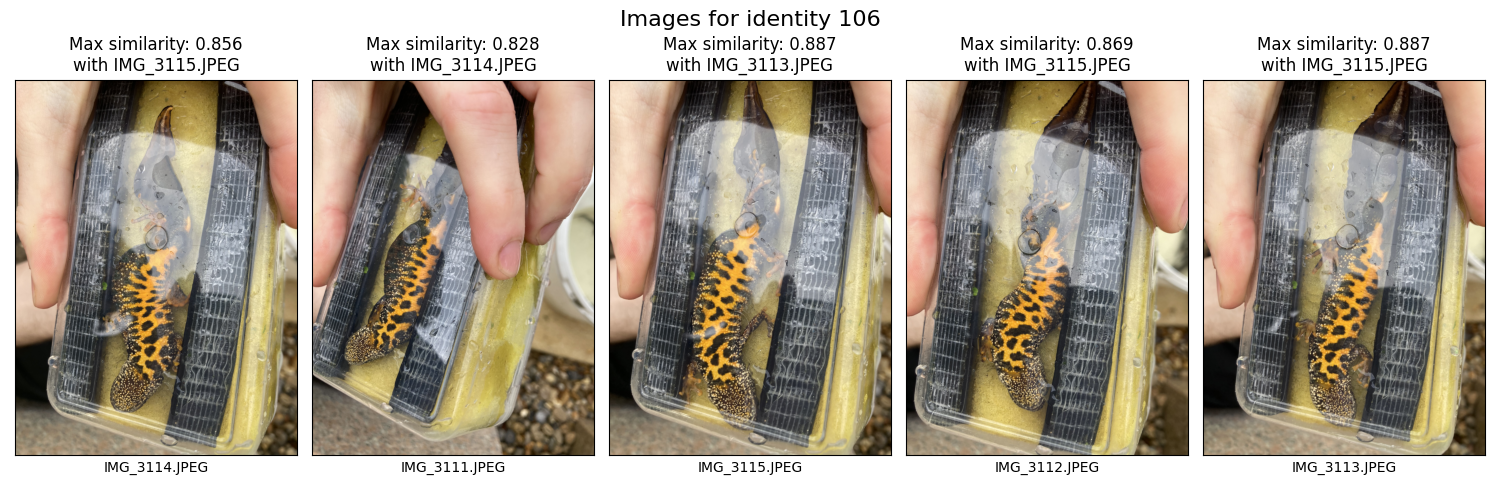 Images for identity 106
Max similarity: 0.856
with IMG_3115.JPEG
Max similarity: 0.828
with IMG_3114.JPEG
Max similarity: 0.887
with IMG_3113.JPEG
Max similarity: 0.869
with IMG_3115.JPEG
Max similarity: 0.887
with IMG_3115.JPEG
IMG_3114.JPEG
IMG_3111.JPEG
IMG_3115.JPEG
IMG_3112.JPEG
IMG_3113.JPEG